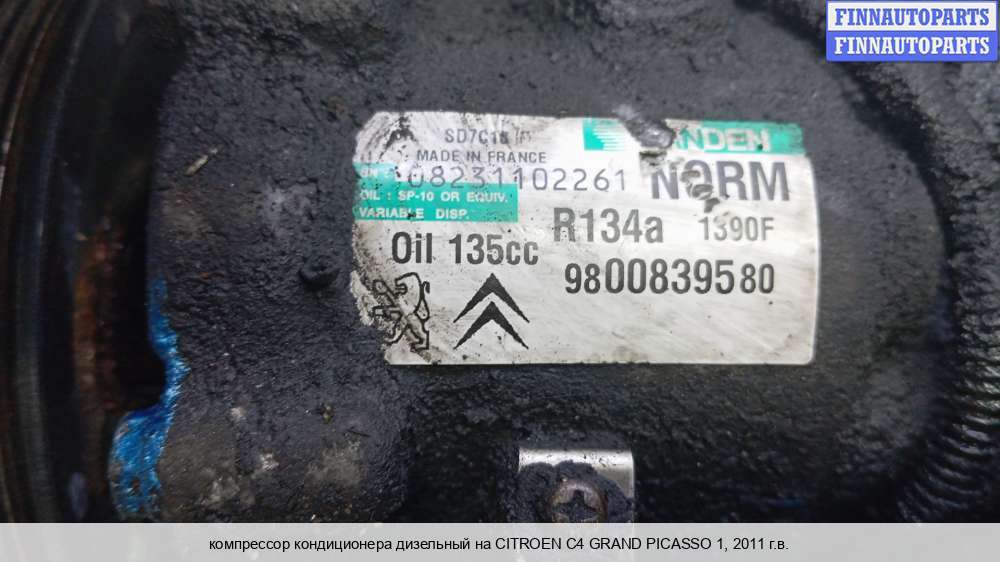 FINNAUTOPARTS
FINNAUTOPARTS
MADE IN FRANCE
08231102261 NORM
OIL : SP-10 OR EQUIV.
VARIABLE DISP.
R134a 1390F
Oil 135cc
9800839580
компрессор кондиционера дизельный на CITROEN C4 GRAND PICASSO 1, 2011 г.в.